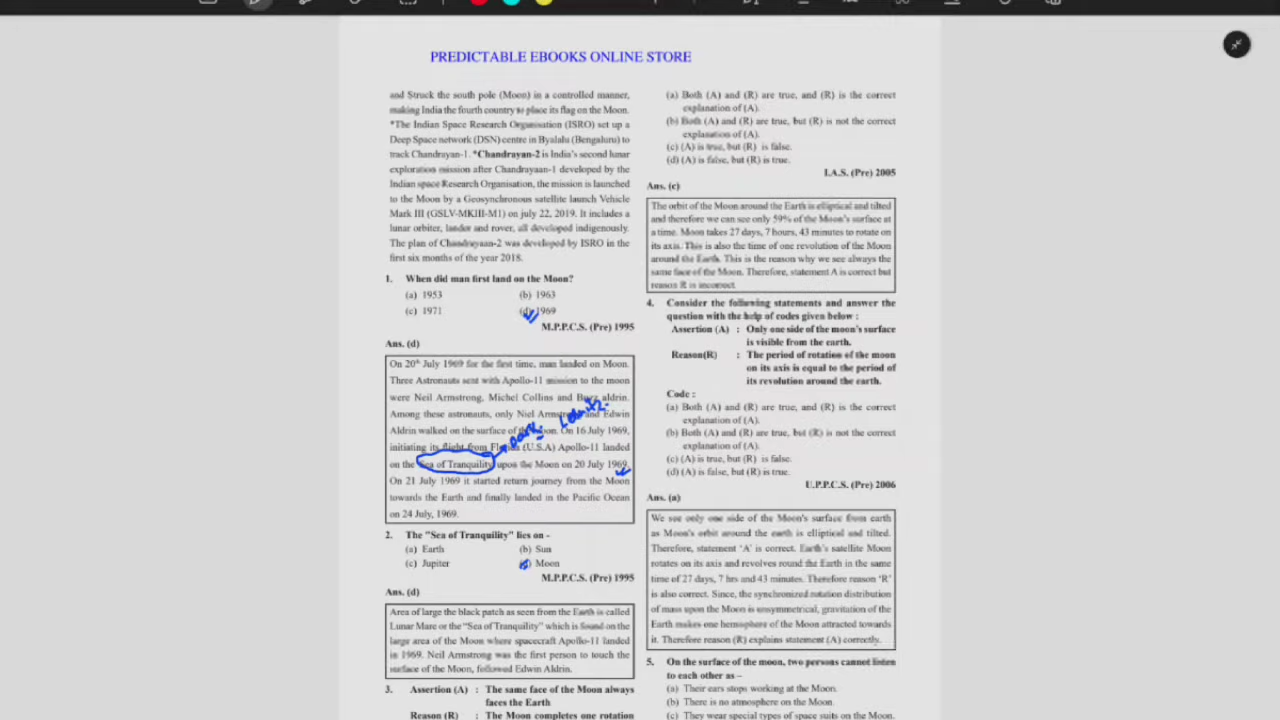 PREDICTABLE EBOOKS ONLINE STORE
and Struck the south pole (Moon) in a controlled manner,
making India the fourth country to place its flag on the Moon.
*The Indian Space Research Organisation (ISRO) set up a
Deep Space network (DSN) centre in Byalalu (Bengaluru) to
track Chandrayan-1. *Chandrayan-2 is India's second lunar
exploration mission after Chandrayaan-1 developed by the
Indian space Research Organisation, the mission is launched
to the Moon by a Geosynchronous satellite launch Vehicle
Mark III (GSLV-MKIII-M1) on july 22, 2019. It includes a
lunar orbiter, lander and rover, all developed indigenously.
The plan of Chandrayaan-2 was developed by ISRO in the
first six months of the year 2018.
1. When did man first land on the Moon?
(a) 1953 (b) 1963
(c) 1971 (d) 1969
M.P.P.C.S. (Pre) 1995
Ans. (d)
On 20th July 1969 for the first time, man landed on Moon.
Three Astronauts sent with Apollo-11 mission to the moon
were Neil Armstrong, Michel Collins and Buzz aldrin.
Among these astronauts, only Niel Armstrong and Edwin
Aldrin walked on the surface of the Moon. On 16 July 1969,
initiating its flight from Florida (U.S.A) Apollo-11 landed
on the Sea of Tranquility upon the Moon on 20 July 1969.
On 21 July 1969 it started return journey from the Moon
towards the Earth and finally landed in the Pacific Ocean
on 24 July, 1969.
2. The "Sea of Tranquility" lies on -
(a) Earth (b) Sun
(c) Jupiter Moon
M.P.P.C.S. (Pre) 1995
Ans. (d)
Area of large the black patch as seen from the Earth is called
Lunar Mare or the "Sea of Tranquility" which is found on the
large area of the Moon where spacecraft Apollo-11 landed
in 1969. Neil Armstrong was the first person to touch the
surface of the Moon, followed Edwin Aldrin.
3. Assertion (A) : The same face of the Moon always
faces the Earth
Reason (R) : The Moon completes one rotation
(a) Both (A) and (R) are true, and (R) is the correct
explanation of (A).
(b) Both (A) and (R) are true, but (R) is not the correct
explanation of (A).
(c) (A) is true, but (R) is false.
(d) (A) is false, but (R) is true.
I.A.S. (Pre) 2005
Ans. (c)
The orbit of the Moon around the Earth is elliptical and tilted
and therefore we can see only 59% of the Moon's surface at
a time. Moon takes 27 days, 7 hours, 43 minutes to rotate on
its axis. This is also the time of one revolution of the Moon
around the Earth. This is the reason why we see always the
same face of the Moon. Therefore, statement A is correct but
reason R is incorrect.
4. Consider the following statements and answer the
question with the help of codes given below :
Assertion (A) : Only one side of the moon's surface
is visible from the earth.
Reason(R) : The period of rotation of the moon
on its axis is equal to the period of
its revolution around the earth.
Code :
(a) Both (A) and (R) are true, and (R) is the correct
explanation of (A).
(b) Both (A) and (R) are true, but (R) is not the correct
explanation of (A).
(c) (A) is true, but (R) is false.
(d) (A) is false, but (R) is true.
U.P.P.C.S. (Pre) 2006
Ans. (a)
We see only one side of the Moon's surface from earth
as Moon's orbit around the earth is elliptical and tilted.
Therefore, statement 'A' is correct. Earth's satellite Moon
rotates on its axis and revolves round the Earth in the same
time of 27 days, 7 hrs and 43 minutes. Therefore reason 'R'
is also correct. Since, the synchronized rotation distribution
of mass upon the Moon is unsymmetrical, gravitation of the
Earth makes one hemisphere of the Moon attracted towards
it. Therefore reason (R) explains statement (A) correctly.
5. On the surface of the moon, two persons cannot listen
to each other as –
(a) Their ears stops working at the Moon.
(b) There is no atmosphere on the Moon.
(c) They wear special types of space suits on the Moon.